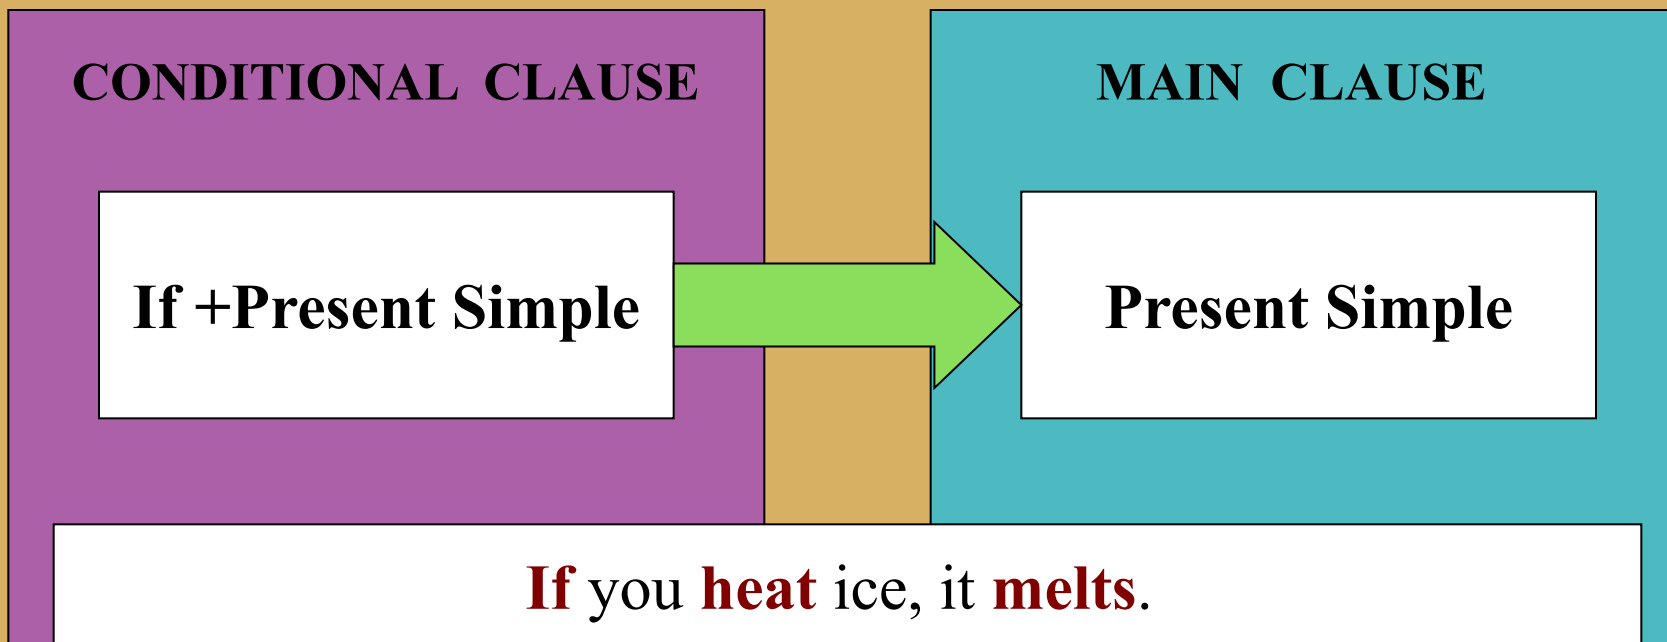 CONDITIONAL CLAUSE
MAIN CLAUSE
If +Present Simple
Present Simple
If you heat ice, it melts.